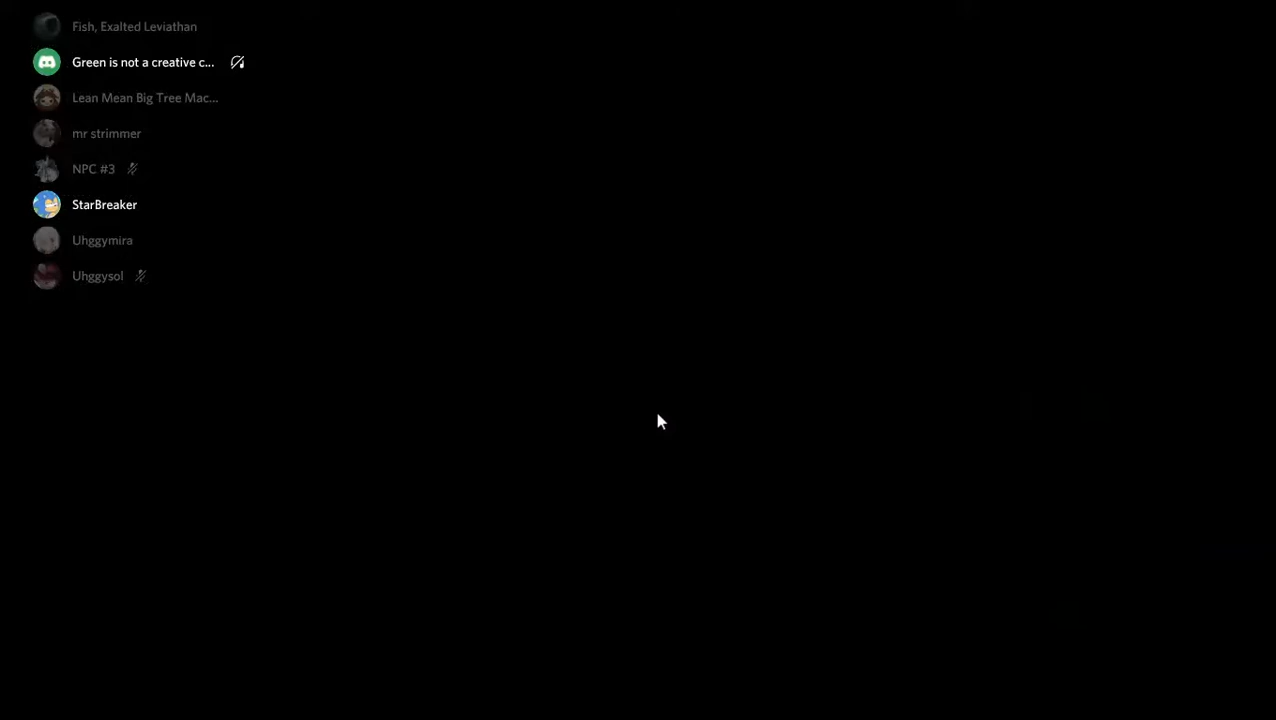 Fish, Exalted Leviathan
Green is not a creative c...
Lean Mean Big Tree Mac...
mr strimmer
NPC #3
StarBreaker
Uhggymira
Uhggysol